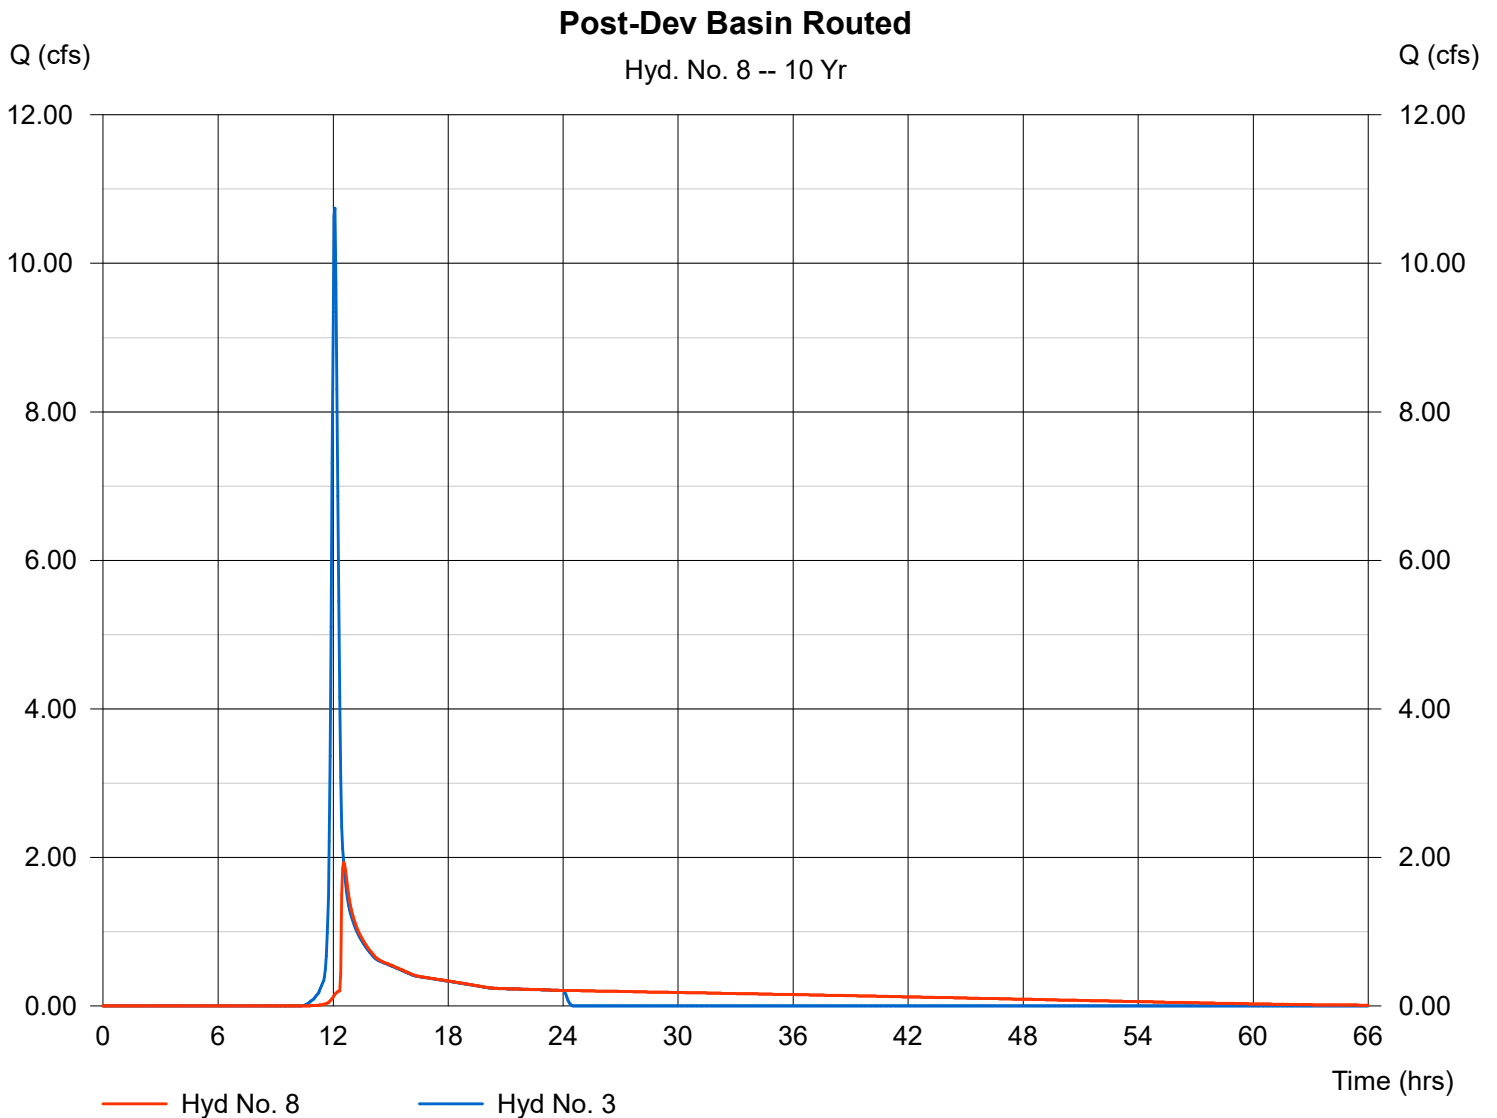 Post-Dev Basin Routed
Q (cfs)
Hyd. No. 8 -- 10 Yr
Q (cfs)
12.00
12.00
10.00
10.00
8.00
8.00
6.00
6.00
4.00
4.00
2.00
2.00
0.00
0.00
0 6 12 18 24 30 36 42 48 54 60 66
Time (hrs)
Hyd No. 8
Hyd No. 3